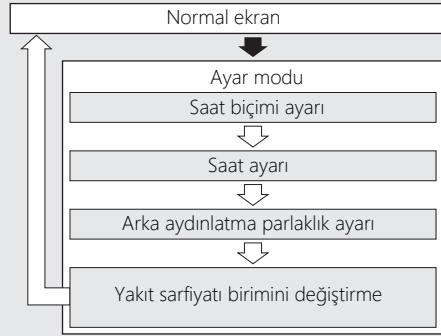 Normal ekran
Ayar modu
Saat biçimi ayarı
Saat ayarı
Arka aydınlatma parlaklık ayarı
Yakıt sarfiyatı birimini değiştirme